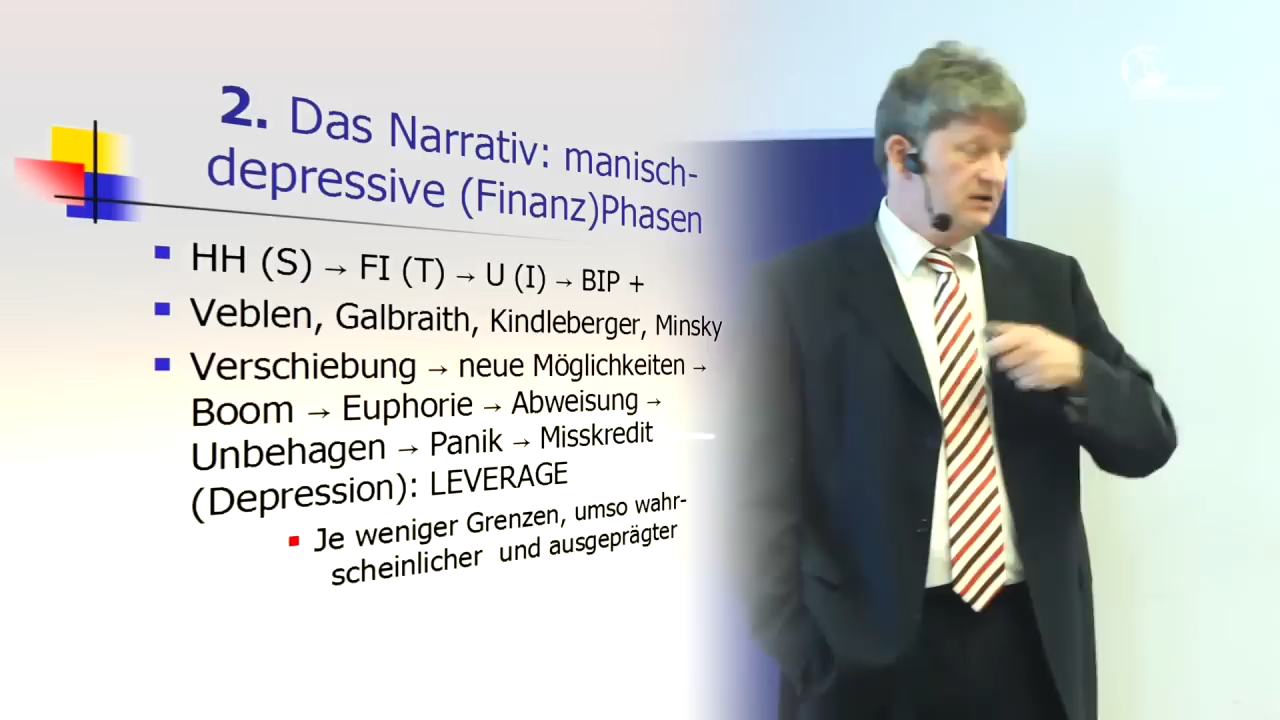 2. Das Narrativ: manisch-
depressive (Finanz)Phasen
HH (S) → FI (T) → U (I) → BIP +
Veblen, Galbraith, Kindleberger, Minsky
Verschiebung → neue Möglichkeiten →
Boom → Euphorie → Abweisung →
Unbehagen → Panik → Misskredit
(Depression): LEVERAGE
Je weniger Grenzen, umso wahr-
scheinlicher und ausgeprägter